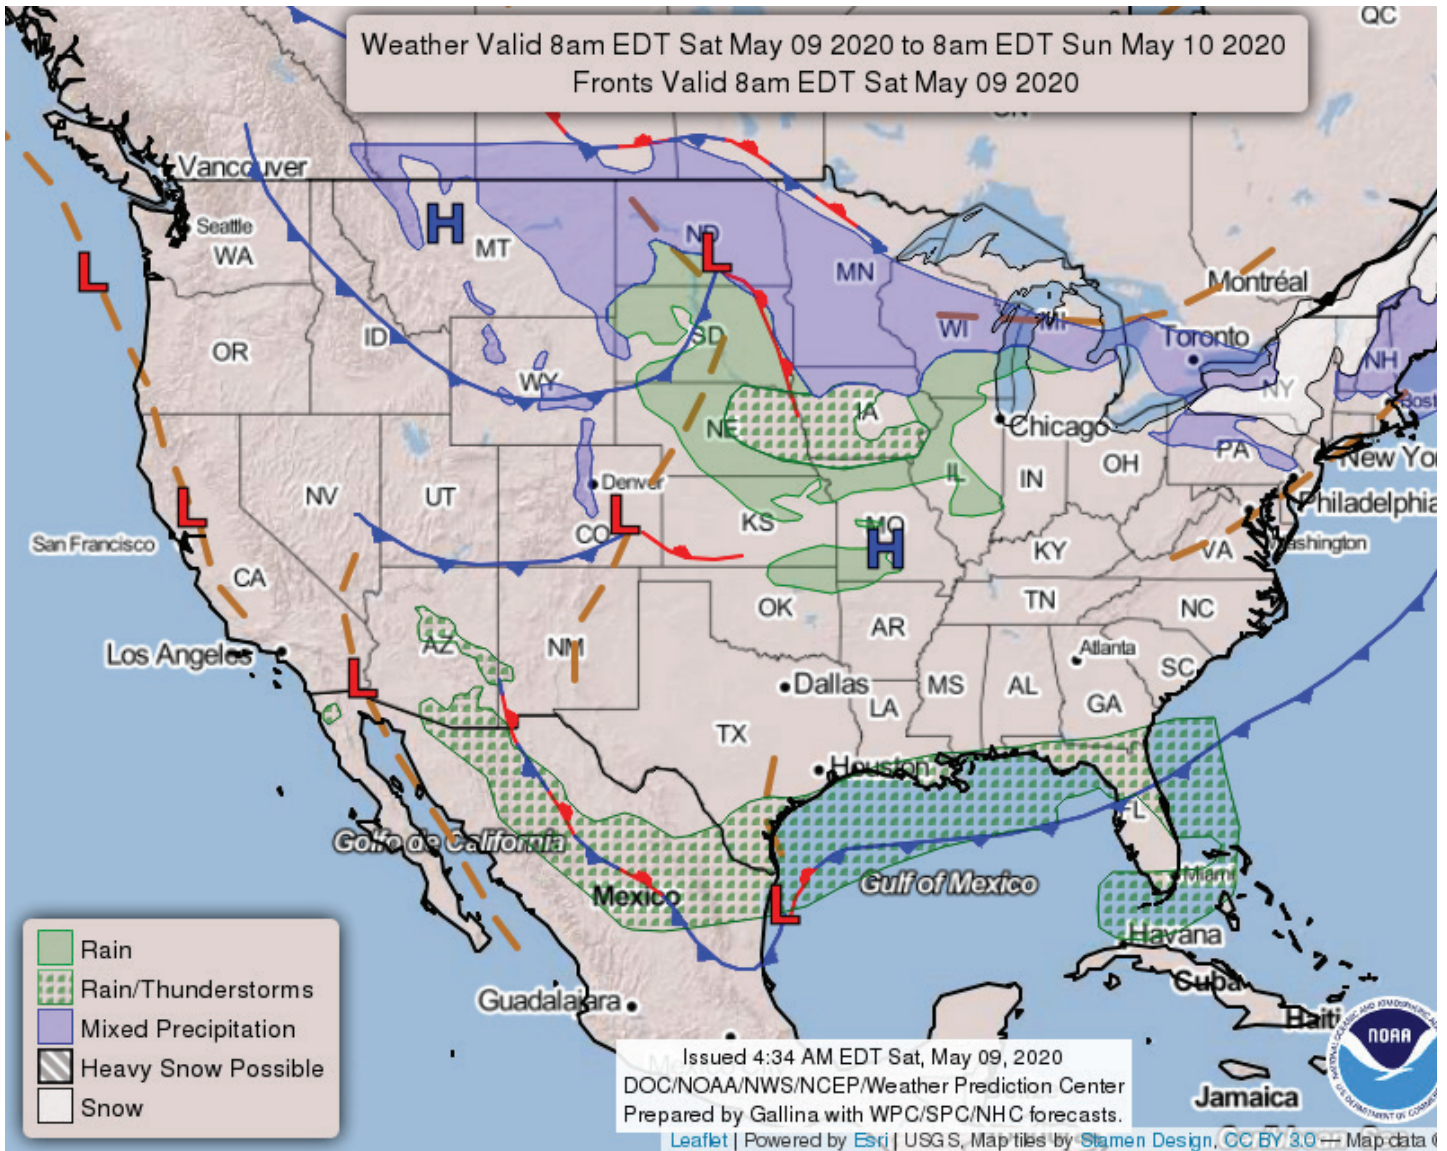 QC
Weather Valid 8am EDT Sat May 09 2020 to 8am EDT Sun May 10 2020
Fronts Valid 8am EDT Sat May 09 2020
Vancouver
Seattle
WA
H
MT
ND
L
MN
Montréal
L
OR
ID
WY
SD
WI
MI
Toronto
NH
NY
IA
NE
Chicago
PA
OH
IN
IL
L
NV
UT
Denver
CO
L
KS
MO
H
KY
VA
Philadelphia
San Francisco
CA
OK
TN
NC
AR
Los Angeles
AZ
NM
L
Dallas
MS
AL
Atlanta
SC
GA
LA
TX
Houston
FL
Golfo de California
Mexico
L
Gulf of Mexico
Miami
Havana
Cuba
Haiti
Guadalajara
Jamaica
Rain
Rain/Thunderstorms
Mixed Precipitation
Heavy Snow Possible
Snow
NOAA
Issued 4:34 AM EDT Sat, May 09, 2020
DOC/NOAA/NWS/NCEP/Weather Prediction Center
Prepared by Gallina with WPC/SPC/NHC forecasts.
Leaflet | Powered by Esri | USGS, Map tiles by Stamen Design, CC BY 3.0 — Map data ©